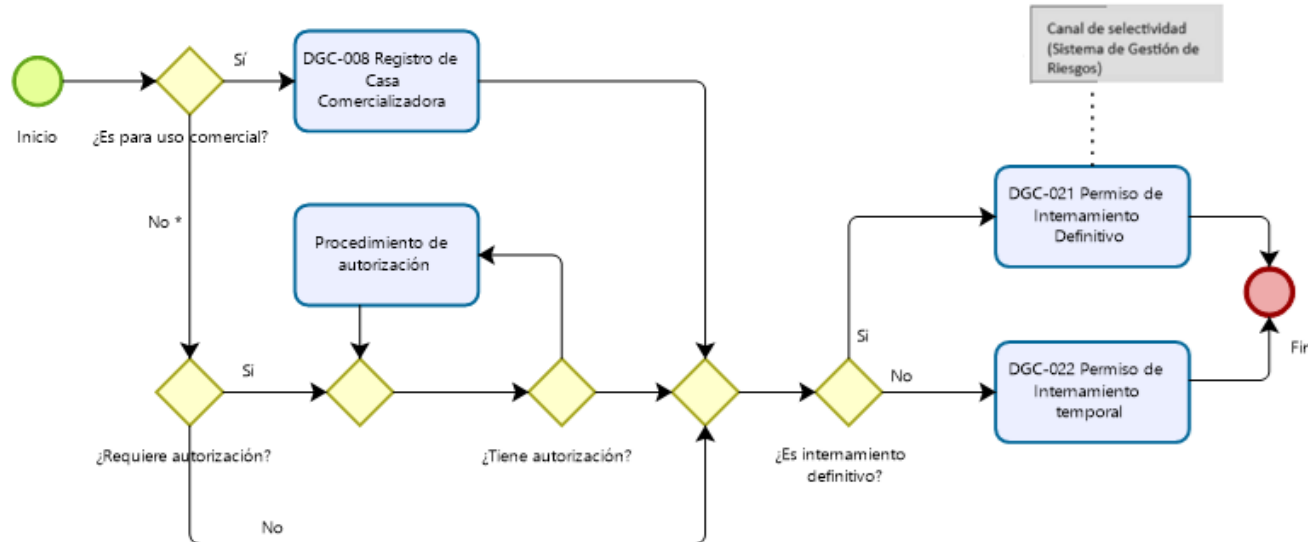 Canal de selectividad
(Sistema de Gestión de
Riesgos)
Sí
DGC-008 Registro de
Casa
Comercializadora
Inicio
¿Es para uso comercial?
No *
Procedimiento de
autorización
DGC-021 Permiso de
Internamiento
Definitivo
Si
Fin
Si
No
DGC-022 Permiso de
Internamiento
temporal
¿Requiere autorización?
¿Tiene autorización?
¿Es internamiento
definitivo?
No